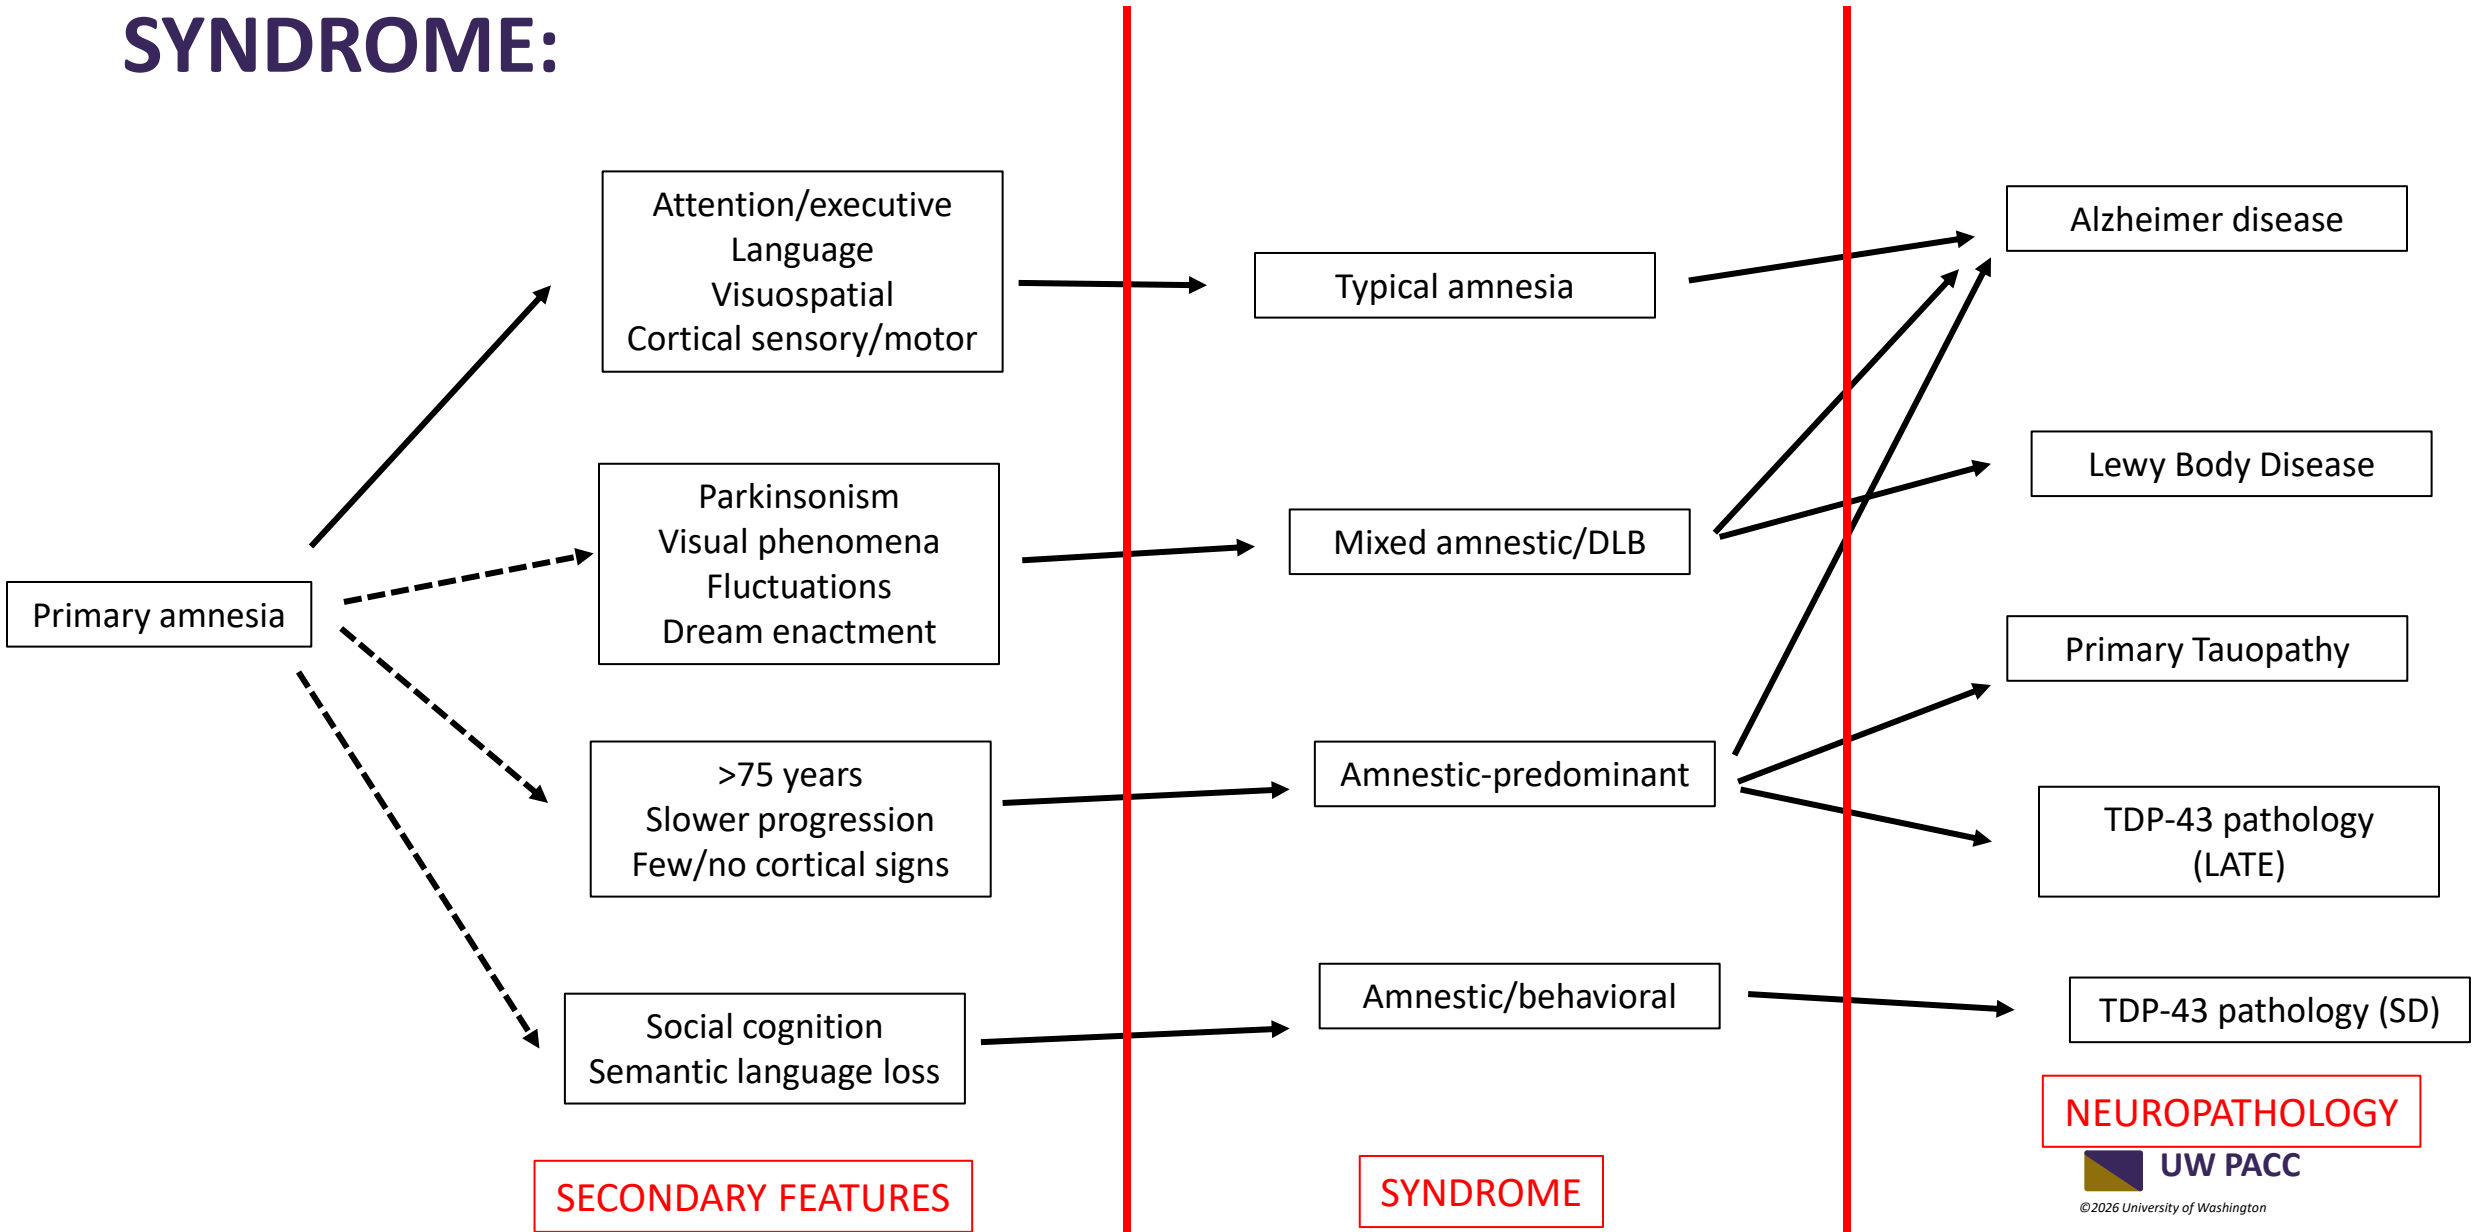 SYNDROME:
Primary amnesia
Attention/executive
Language
Visuospatial
Cortical sensory/motor
Parkinsonism
Visual phenomena
Fluctuations
Dream enactment
>75 years
Slower progression
Few/no cortical signs
Social cognition
Semantic language loss
SECONDARY FEATURES
Typical amnesia
Mixed amnestic/DLB
Amnestic-predominant
Amnestic/behavioral
SYNDROME
Alzheimer disease
Lewy Body Disease
Primary Tauopathy
TDP-43 pathology
(LATE)
TDP-43 pathology (SD)
NEUROPATHOLOGY
UW PACC
©2026 University of Washington